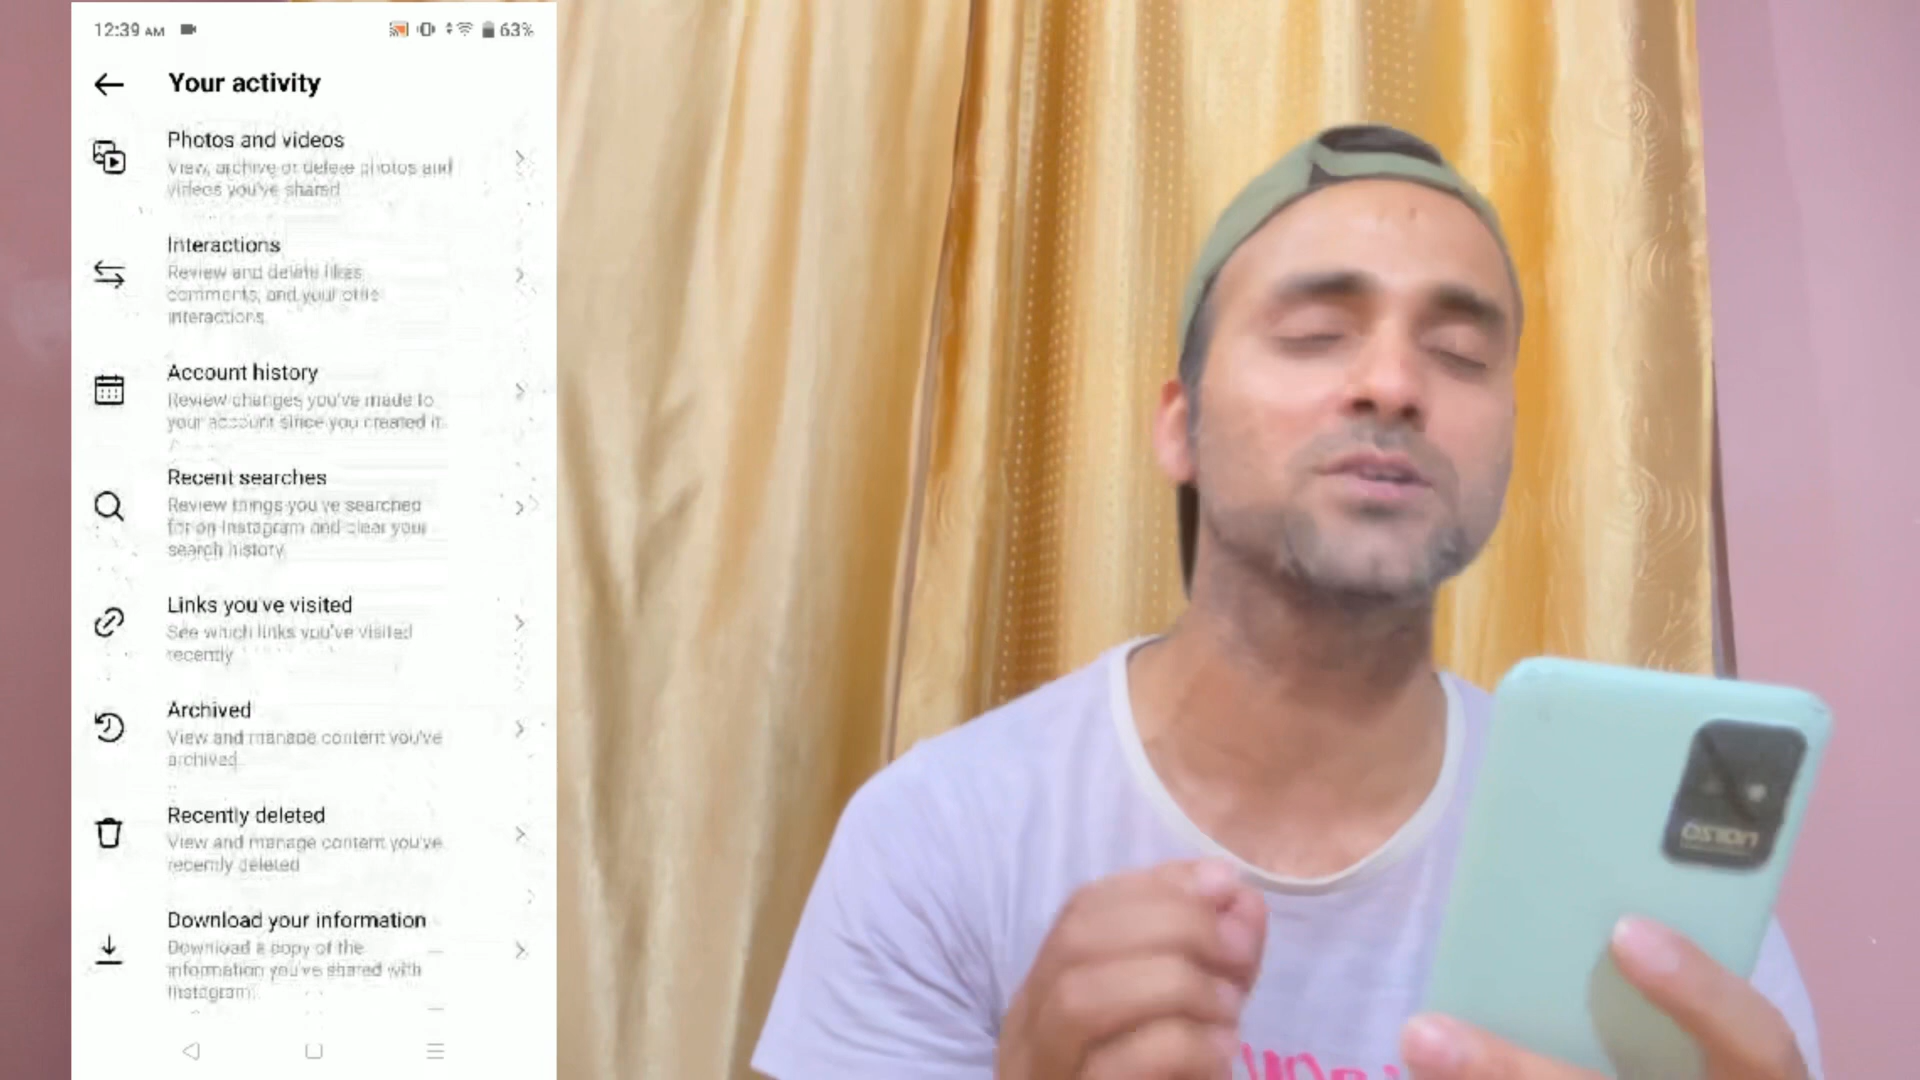 12:39 AM
63%
Your activity
Photos and videos
View, archive or delete photos and
videos you've shared
Interactions
Review and delete likes
comments, and your othe
interactions
Account history
Review changes you've made to
your account since you created it.
Recent searches
Review things you've searched
for on Instagram and clear your
search history
Links you've visited
See which links you've visited
recently
Archived
View and manage content you've
archived.
Recently deleted
View and manage content you've
recently deleted
Download your information
Download a copy of the
information you've shared with
Instagram.